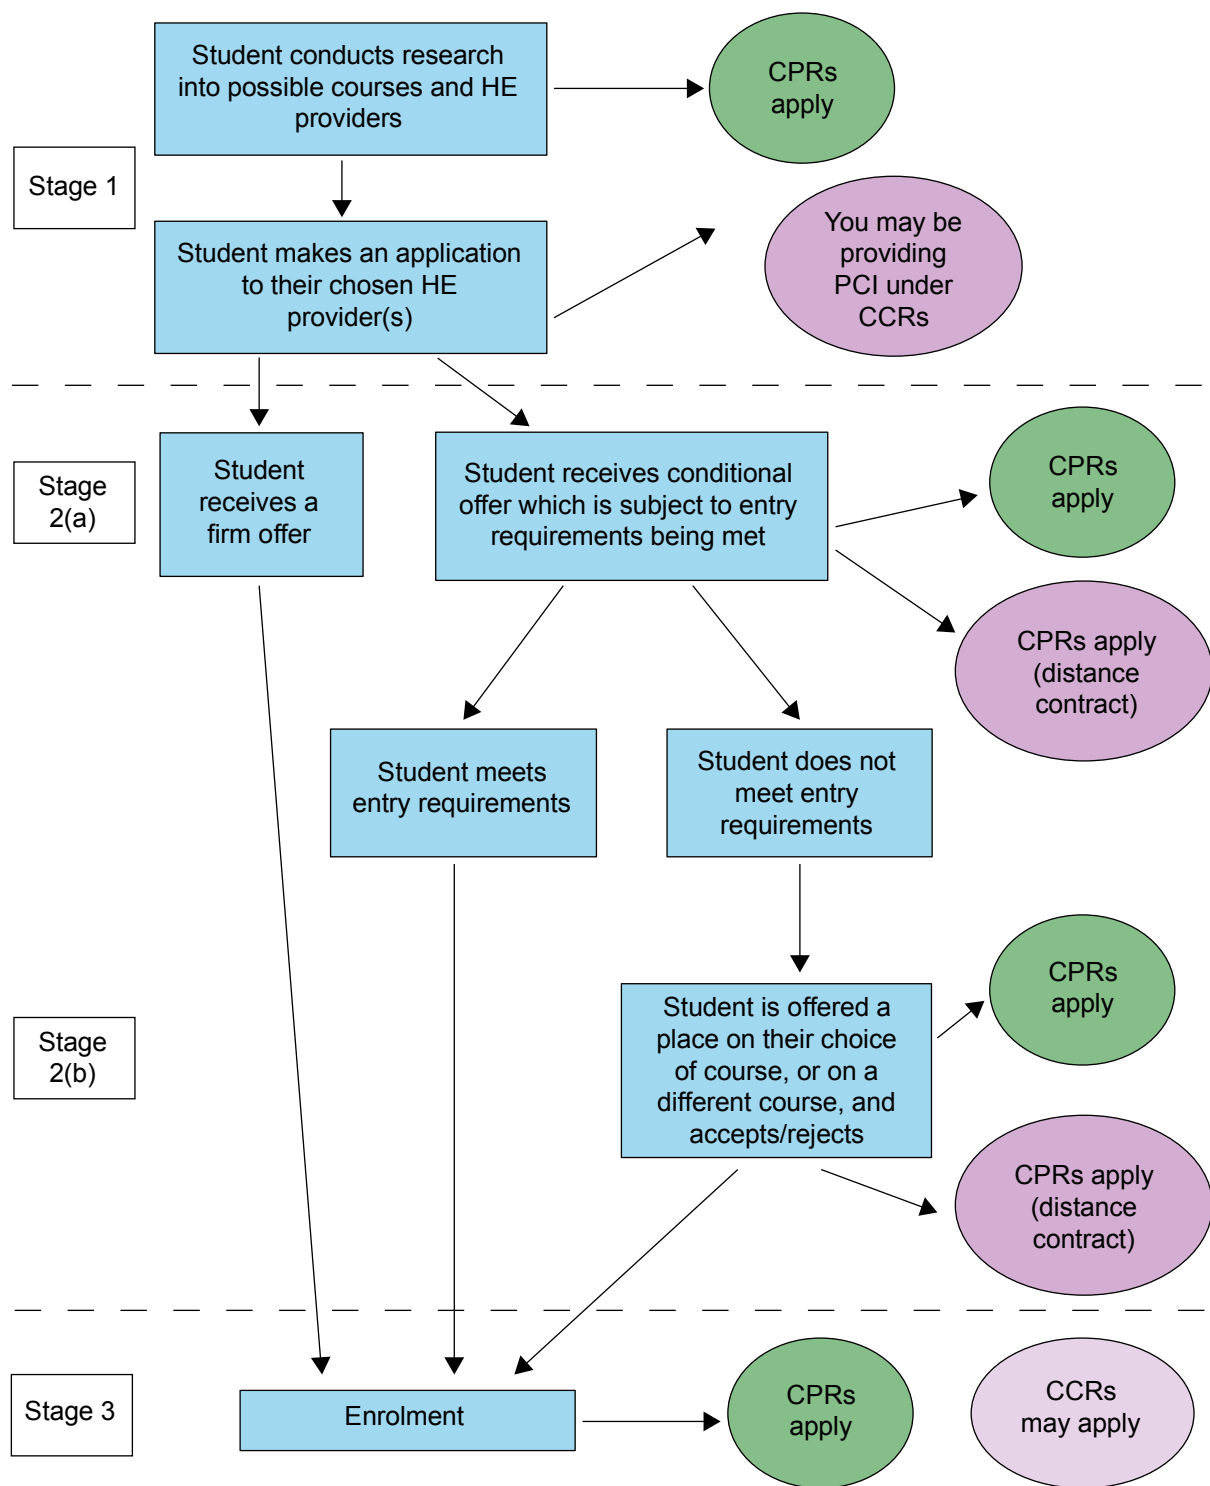 Student conducts research
into possible courses and HE
providers
CPRs
apply
Stage 1
Student makes an application
to their chosen HE
provider(s)
You may be
providing
PCI under
CCRs
Stage
2(a)
Student
receives a
firm offer
Student receives conditional
offer which is subject to entry
requirements being met
CPRs
apply
CPRs apply
(distance
contract)
Student meets
entry requirements
Student does not
meet entry
requirements
Stage
2(b)
Student is offered a
place on their choice
of course, or on a
different course, and
accepts/rejects
CPRs
apply
CPRs apply
(distance
contract)
Stage 3
Enrolment
CPRs
apply
CCRs
may apply